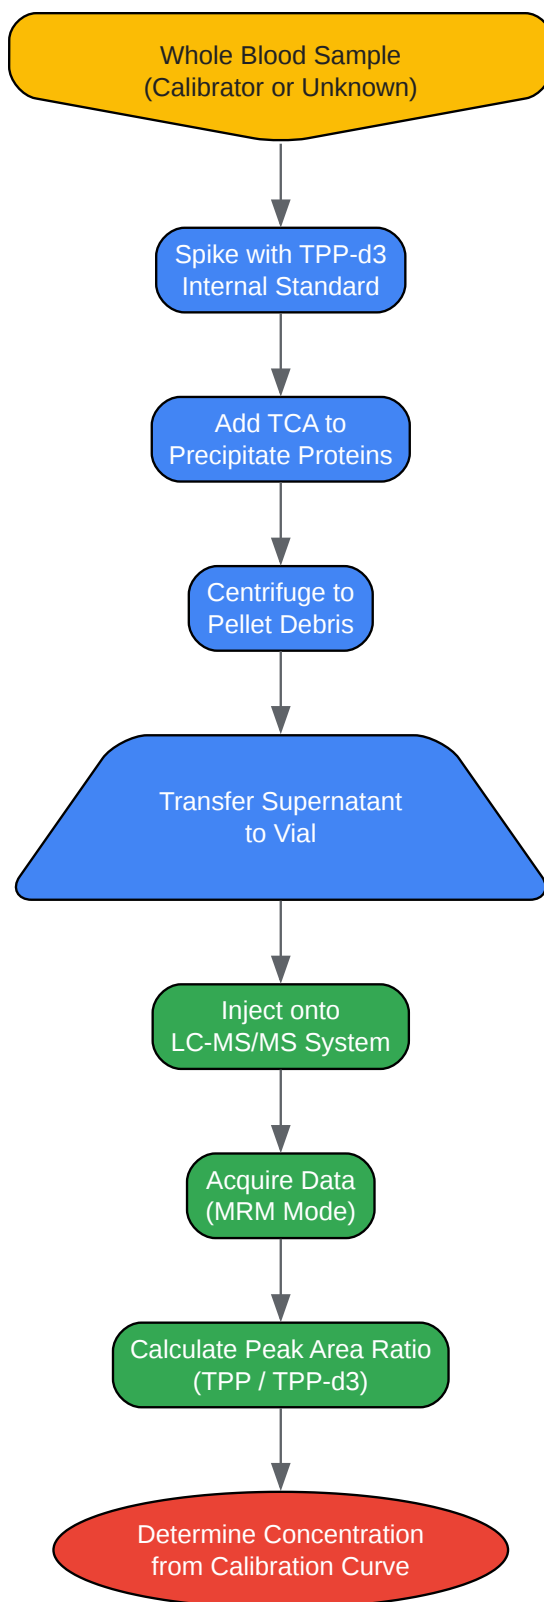 Whole Blood Sample
(Calibrator or Unknown)
Spike with TPP-d3
Internal Standard
Add TCA to
Precipitate Proteins
Centrifuge to
Pellet Debris
Transfer Supernatant
to Vial
Inject onto
LC-MS/MS System
Acquire Data
(MRM Mode)
Calculate Peak Area Ratio
(TPP / TPP-d3)
Determine Concentration
from Calibration Curve